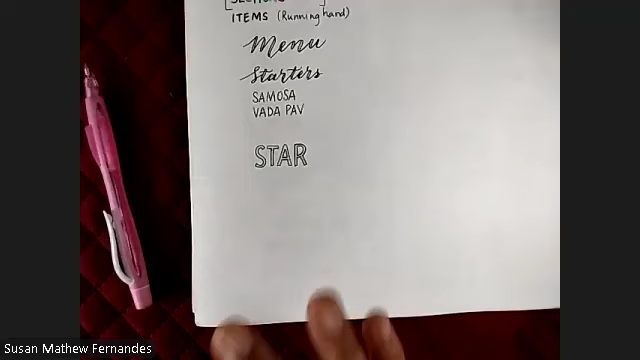 ITEMS (Running hand)
Menu
Starters
SAMOSA
VADA PAV
STAR
Susan Mathew Fernandes